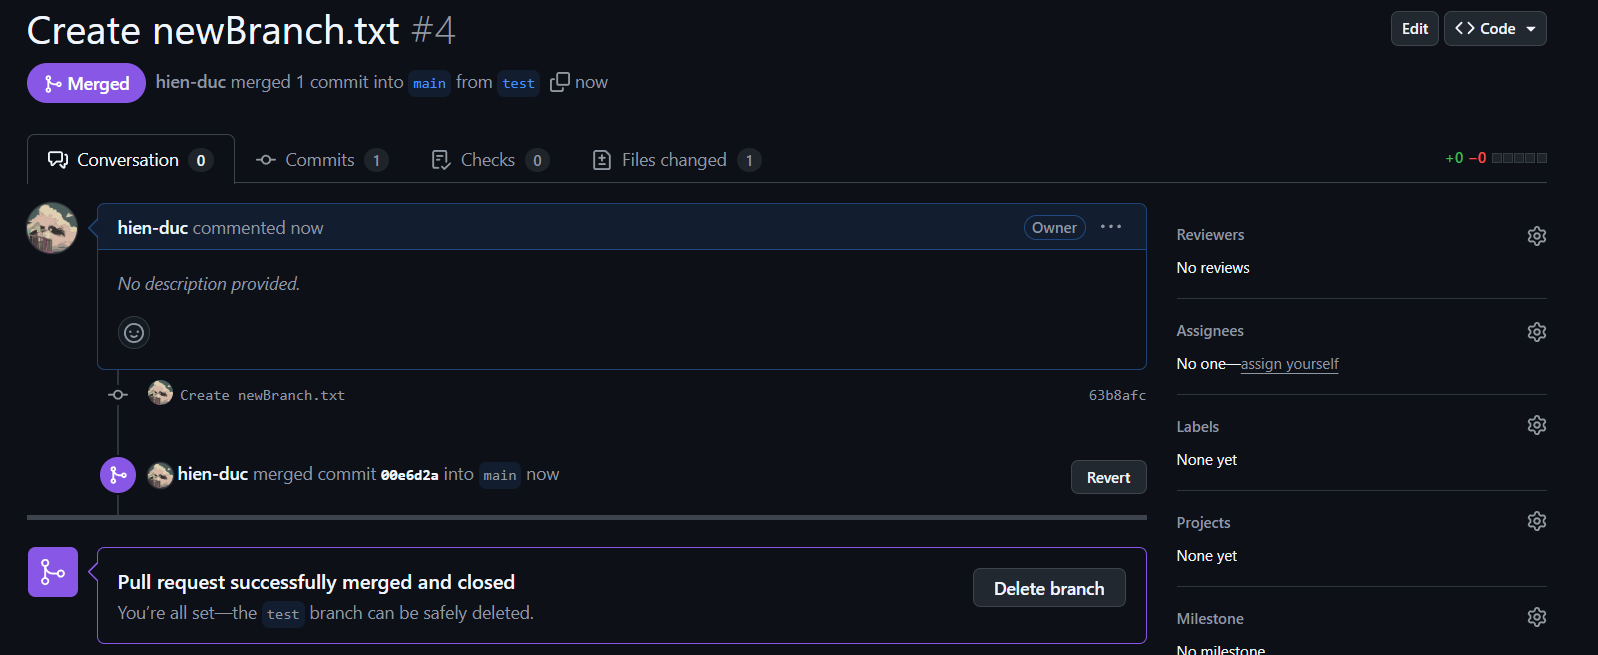 Create newBranch.txt #4
Edit
<> Code
Merged
hien-duc merged 1 commit into main from test now
Conversation 0
Commits 1
Checks 0
Files changed 1
+0 −0
hien-duc commented now
Owner
No description provided.
Create newBranch.txt
63b8afc
hien-duc merged commit 00e6d2a into main now
Revert
Pull request successfully merged and closed
You’re all set—the test branch can be safely deleted.
Delete branch
Reviewers
No reviews
Assignees
No one—assign yourself
Labels
None yet
Projects
None yet
Milestone
No milestone